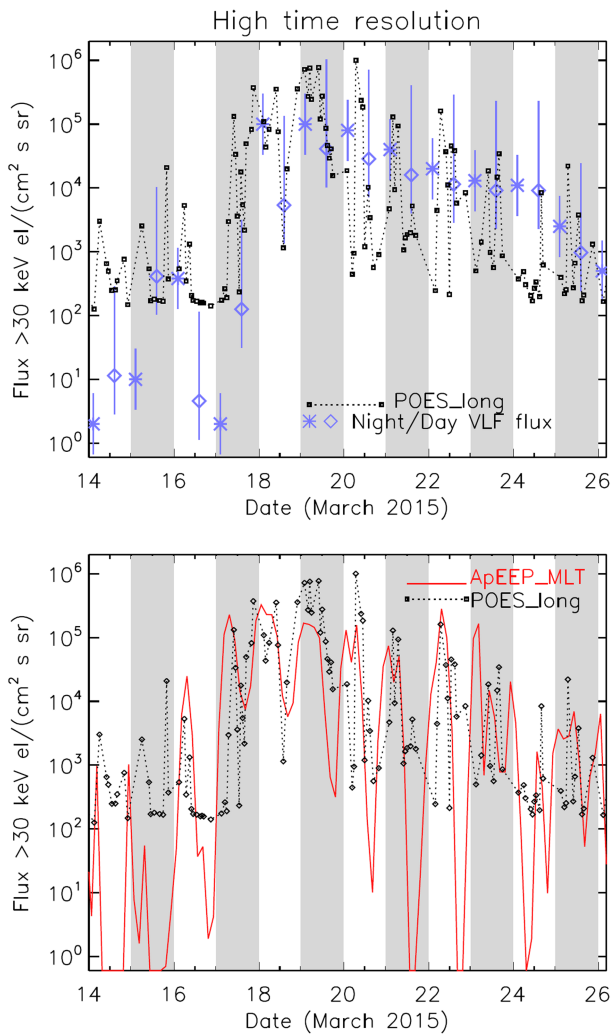 High time resolution
Flux >30 keV el/(cm² s sr)
10⁶
10⁵
10⁴
10³
10²
10¹
10⁰
POES_long
Night/Day VLF flux
14 16 18 20 22 24 26
Date (March 2015)
Flux >30 keV el/(cm² s sr)
10⁶
10⁵
10⁴
10³
10²
10¹
10⁰
ApEEP_MLT
POES_long
14 16 18 20 22 24 26
Date (March 2015)